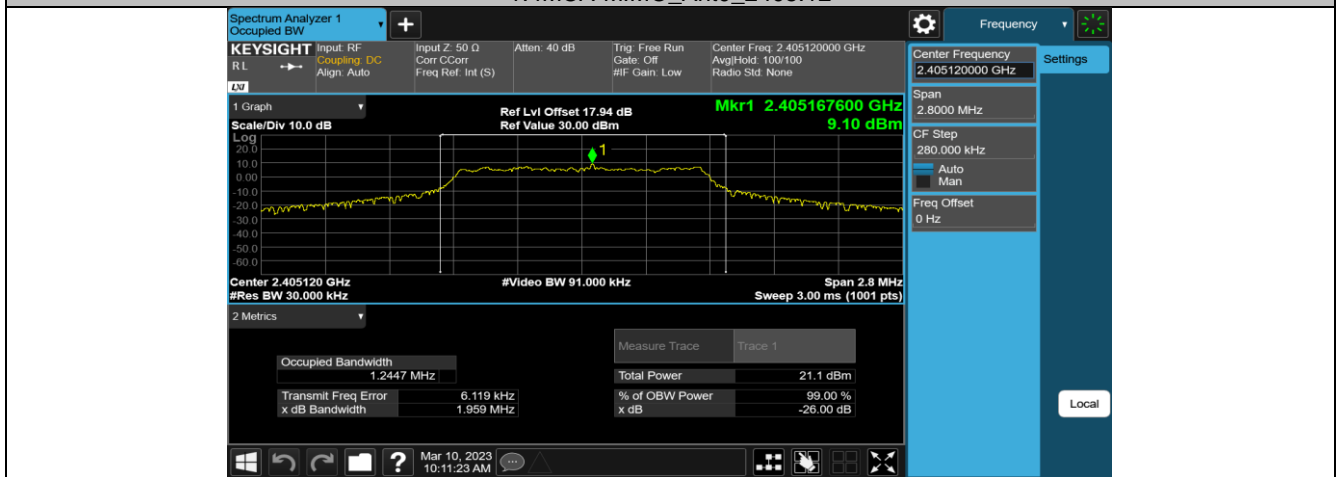 Spectrum Analyzer 1
Occupied BW
Frequency
KEYSIGHT
RL
LXI
Input: RF
Coupling: DC
Align: Auto
Input Z: 50 Ω
Corr CCorr
Freq Ref: Int (S)
Atten: 40 dB
Trig: Free Run
Gate: Off
#IF Gain: Low
Center Freq: 2.405120000 GHz
Avg|Hold: 100/100
Radio Std: None
Center Frequency
2.405120000 GHz
Settings
Span
2.8000 MHz
CF Step
280.000 kHz
Auto
Man
Freq Offset
0 Hz
Local
1 Graph
Scale/Div 10.0 dB
Ref Lvl Offset 17.94 dB
Ref Value 30.00 dBm
Mkr1 2.405167600 GHz
9.10 dBm
Log
20.0
10.0
0.00
-10.0
-20.0
-30.0
-40.0
-50.0
-60.0
1
Center 2.405120 GHz
#Video BW 91.000 kHz
Span 2.8 MHz
#Res BW 30.000 kHz
Sweep 3.00 ms (1001 pts)
2 Metrics
Measure Trace
Trace 1
Occupied Bandwidth
1.2447 MHz
Total Power
21.1 dBm
Transmit Freq Error
6.119 kHz
% of OBW Power
99.00 %
x dB Bandwidth
1.959 MHz
x dB
-26.00 dB
?
Mar 10, 2023
10:11:23 AM